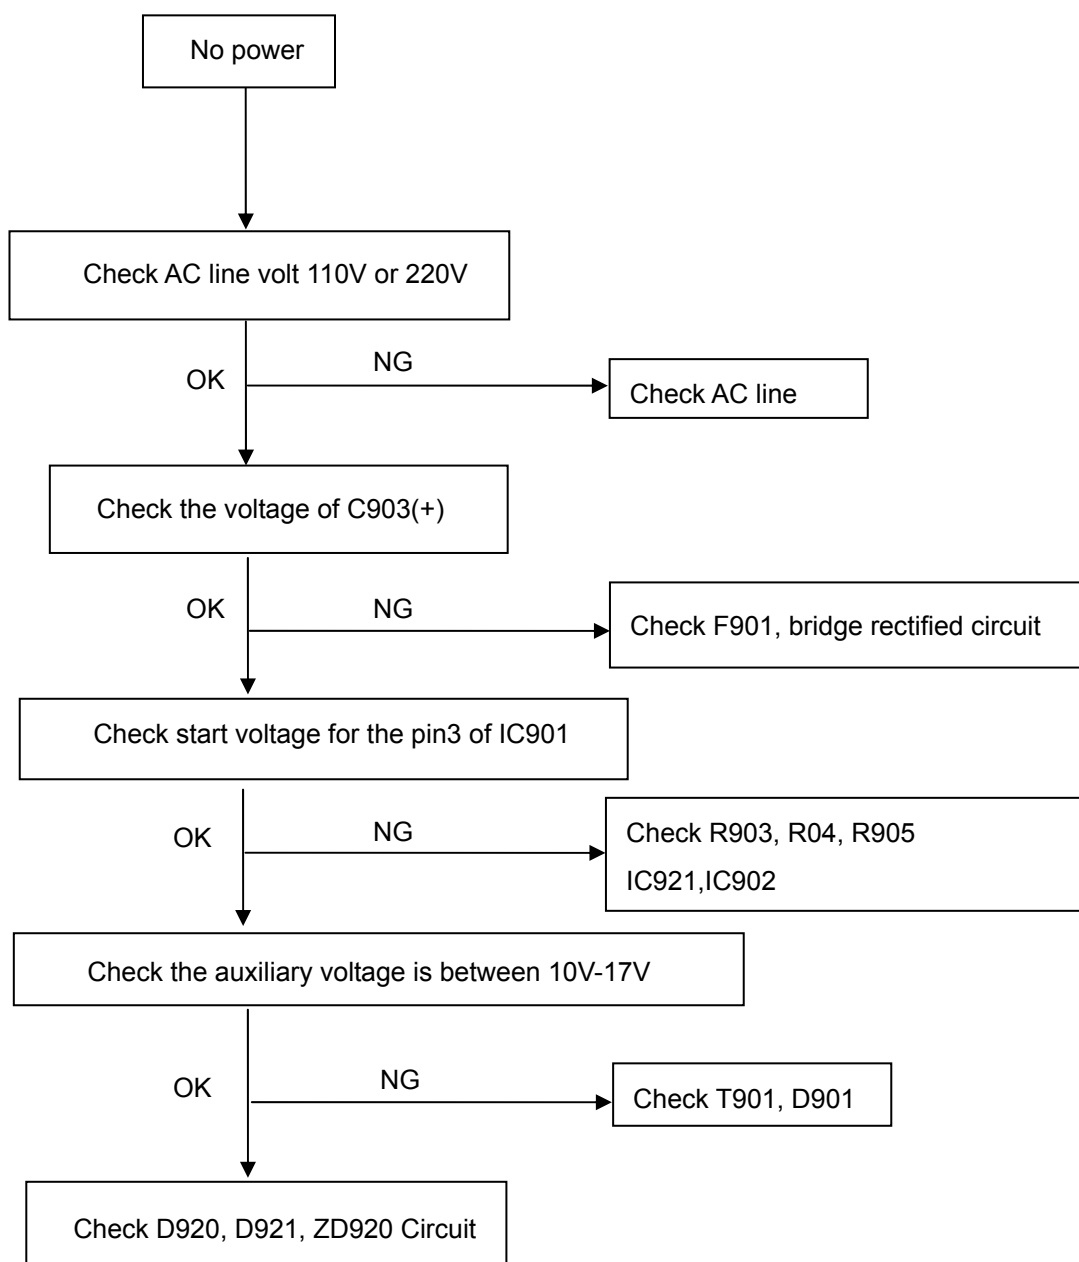 No power
Check AC line volt 110V or 220V
OK
NG
Check AC line
Check the voltage of C903(+)
OK
NG
Check F901, bridge rectified circuit
Check start voltage for the pin3 of IC901
OK
NG
Check R903, R04, R905
IC921,IC902
Check the auxiliary voltage is between 10V-17V
OK
NG
Check T901, D901
Check D920, D921, ZD920 Circuit